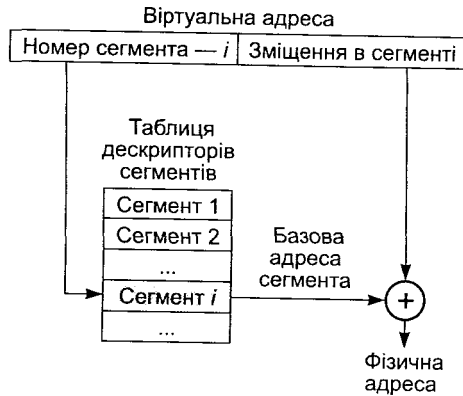 Віртуальна адреса
Номер сегмента — i
Зміщення в сегменті
Таблиця
дескрипторів
сегментів
Сегмент 1
Сегмент 2
...
Сегмент i
...
Базова
адреса
сегмента
+
Фізична
адреса